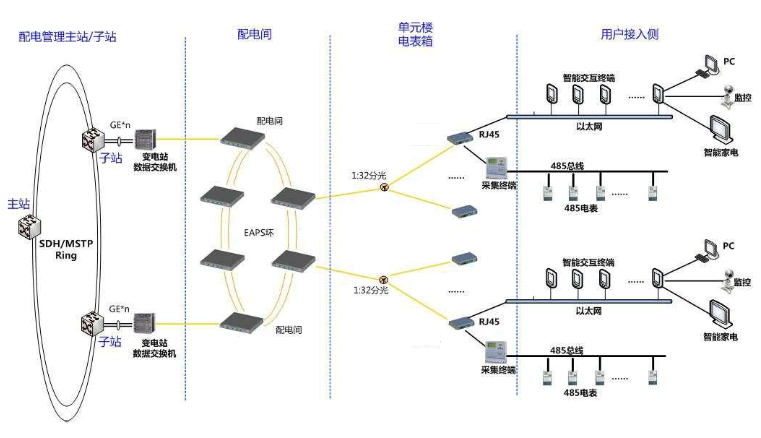 配电管理主站/子站
配电间
单元楼
电表箱
用户接入侧
主站
SDH/MSTP
Ring
GE*n
子站
变电站
数据交换机
GE*n
子站
变电站
数据交换机
配电间
EAPS环
配电间
1:32分光
1:32分光
RJ45
......
采集终端
......
RJ45
采集终端
智能交互终端
......
以太网
PC
监控
智能家电
485总线
......
485电表
智能交互终端
......
以太网
PC
监控
智能家电
485总线
......
485电表